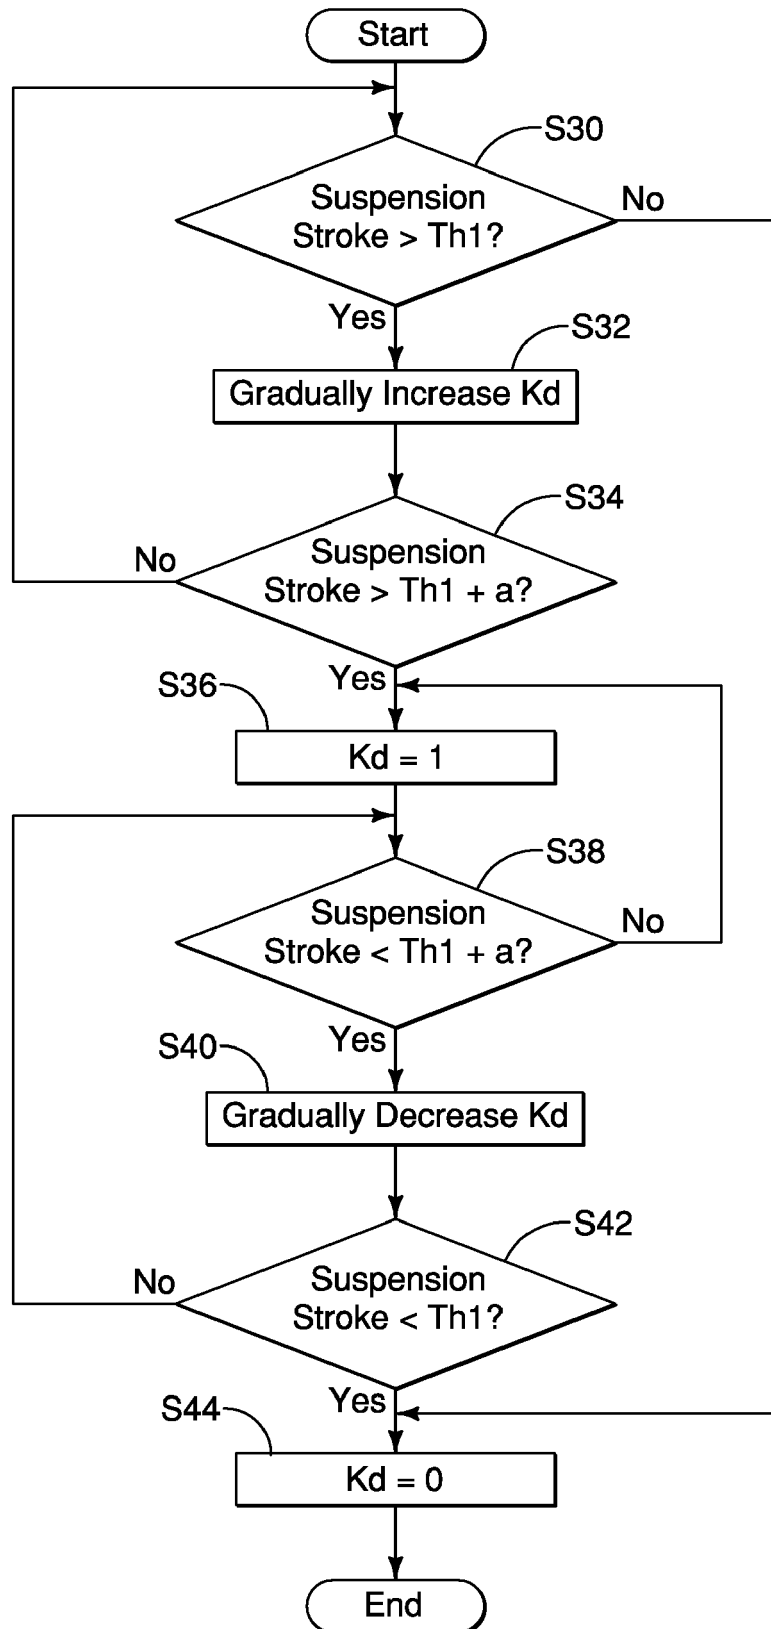 Start
S30
Suspension
Stroke > Th1?
No
Yes
S32
Gradually Increase Kd
S34
Suspension
Stroke > Th1 + a?
No
Yes
S36
Kd = 1
S38
Suspension
Stroke < Th1 + a?
No
Yes
S40
Gradually Decrease Kd
S42
Suspension
Stroke < Th1?
No
Yes
S44
Kd = 0
End